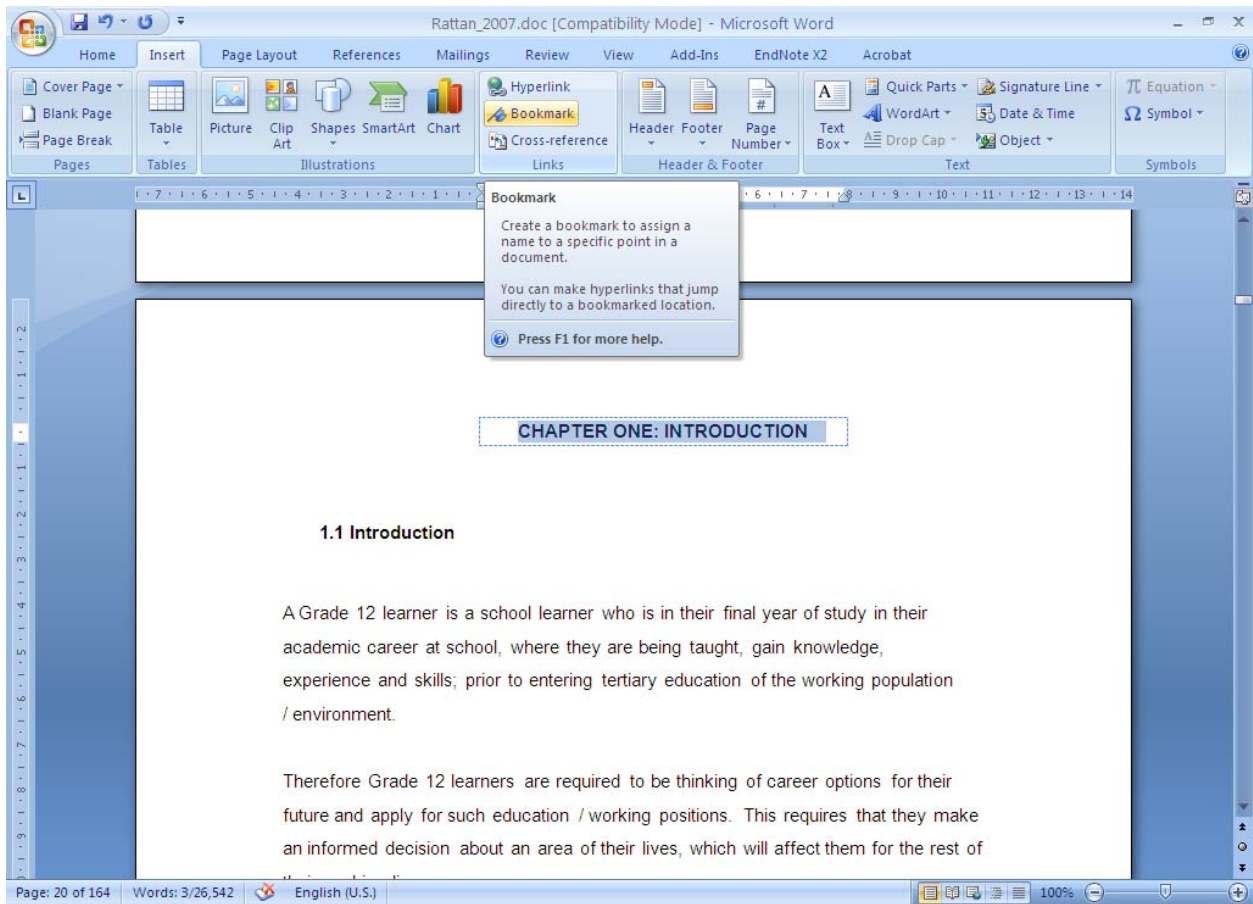 Rattan_2007.doc [Compatibility Mode] - Microsoft Word
Home Insert Page Layout References Mailings Review View Add-Ins EndNote X2 Acrobat
Cover Page
Blank Page
Page Break
Pages
Table
Tables
Picture Clip Art Shapes SmartArt Chart
Illustrations
Hyperlink
Bookmark
Cross-reference
Links
Header Footer Page Number
Header & Footer
Text Box
Quick Parts
WordArt
Drop Cap
Signature Line
Date & Time
Object
Text
Equation
Symbol
Symbols
Bookmark
Create a bookmark to assign a
name to a specific point in a
document.
You can make hyperlinks that jump
directly to a bookmarked location.
Press F1 for more help.
CHAPTER ONE: INTRODUCTION
1.1 Introduction
A Grade 12 learner is a school learner who is in their final year of study in their
academic career at school, where they are being taught, gain knowledge,
experience and skills; prior to entering tertiary education of the working population
/ environment.
Therefore Grade 12 learners are required to be thinking of career options for their
future and apply for such education / working positions. This requires that they make
an informed decision about an area of their lives, which will affect them for the rest of
Page: 20 of 164 Words: 3/26,542 English (U.S.) 100%